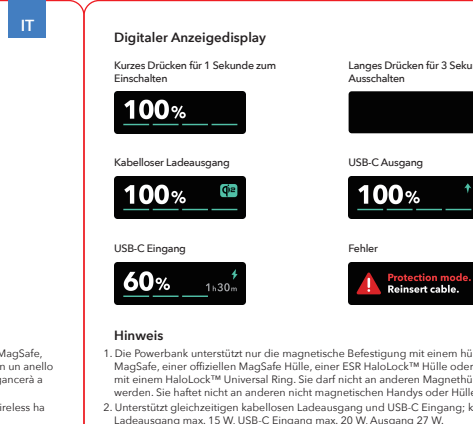 IT
MagSafe,
n un anello
gancerà a
ireless ha
Digitaler Anzeigedisplay
Kurzes Drücken für 1 Sekunde zum
Einschalten
100%
Langes Drücken für 3 Seku
Ausschalten
Kabelloser Ladeausgang
100%
USB-C Ausgang
100%
USB-C Eingang
60% 1h30m
Fehler
Protection mode.
Reinsert cable.
Hinweis
1. Die Powerbank unterstützt nur die magnetische Befestigung mit einem hü
MagSafe, einer offiziellen MagSafe Hülle, einer ESR HaloLock™ Hülle oder
mit einem HaloLock™ Universal Ring. Sie darf nicht an anderen Magnethü
werden. Sie haftet nicht an anderen nicht magnetischen Handys oder Hülle
2. Unterstützt gleichzeitigen kabellosen Ladeausgang und USB-C Eingang; k
Ladeausgang max. 15 W, USB-C Eingang max. 20 W, Ausgang 27 W.